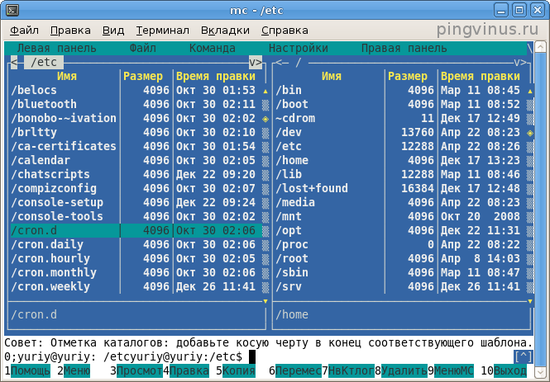 mc - /etc
Файл Правка Вид Терминал Вкладки Справка
pingvinus.ru
Левая панель Файл Команда Настройки Правая панель
/etc v> <— / v>
Имя Размер Время правки Имя Размер Время правки
/belocs 4096 Окт 30 01:53 /bin 4096 Мар 11 08:45
/bluetooth 4096 Окт 30 02:11 /boot 4096 Мар 11 08:52
/bonobo-~ivation 4096 Окт 30 02:02 ~cdrom 11 Дек 17 12:49
/brltty 4096 Окт 30 02:10 /dev 13760 Апр 22 08:23
/ca-certificates 4096 Окт 30 01:54 /etc 12288 Апр 22 08:26
/calendar 4096 Окт 30 02:05 /home 4096 Дек 17 13:23
/chatscripts 4096 Дек 22 09:20 /lib 12288 Мар 11 08:46
/compizconfig 4096 Окт 30 02:07 /lost+found 16384 Дек 17 12:48
/console-setup 4096 Дек 22 09:24 /media 4096 Апр 22 08:23
/console-tools 4096 Окт 30 02:02 /mnt 4096 Окт 20 2008
/cron.d 4096 Окт 30 02:06 /opt 4096 Дек 22 11:31
/cron.daily 4096 Окт 30 02:06 /proc 0 Апр 22 08:22
/cron.hourly 4096 Окт 30 02:05 /root 4096 Апр 8 14:03
/cron.monthly 4096 Окт 30 02:06 /sbin 4096 Мар 11 08:47
/cron.weekly 4096 Дек 26 11:41 /srv 4096 Дек 26 11:41
/cron.d /home
Совет: Отметка каталогов: добавьте косую черту в конец соответствующего шаблона.
0;yuriy@yuriy: /etcyuriy@yuriy:/etc$ [^]
1Помощь 2Меню 3Просмот4Правка 5Копия 6Перемес7НвКтлог8Удалить9МенюMC 10Выход